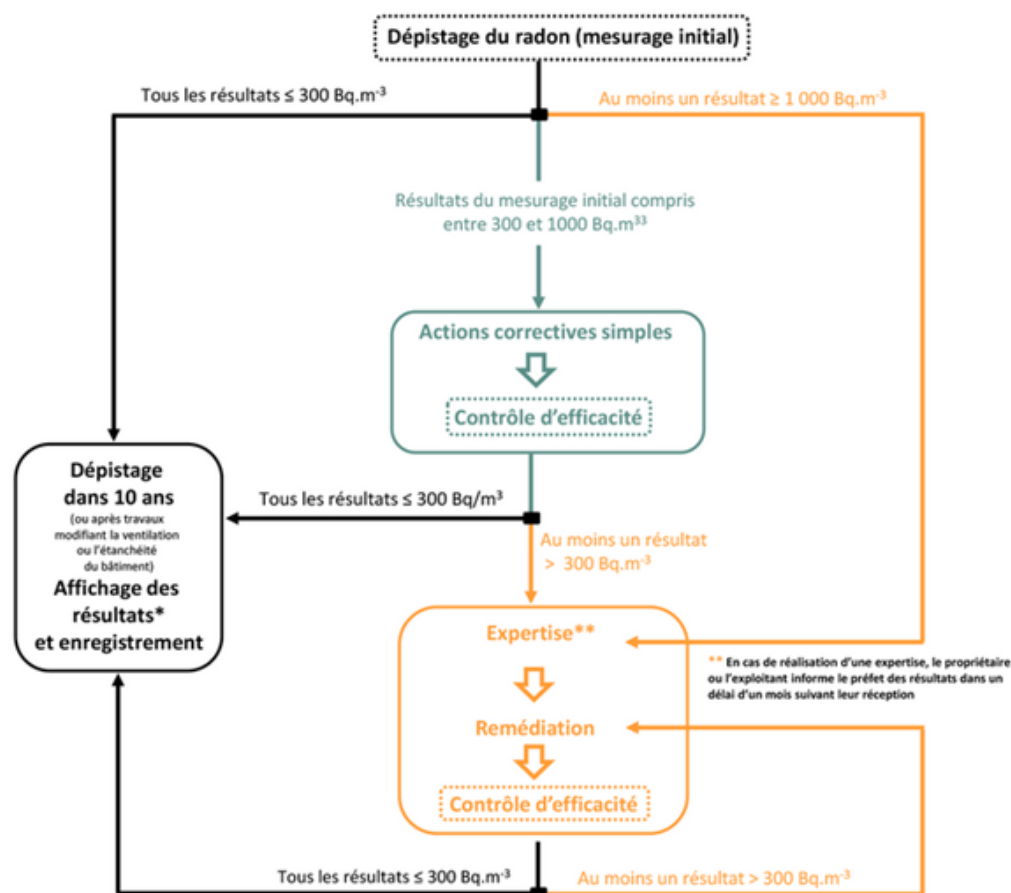 Dépistage du radon (mesurage initial)
Tous les résultats ≤ 300 Bq.m⁻³
Au moins un résultat ≥ 1 000 Bq.m⁻³
Résultats du mesurage initial compris
entre 300 et 1000 Bq.m³³
Actions correctives simples
Contrôle d'efficacité
Tous les résultats ≤ 300 Bq/m³
Au moins un résultat
> 300 Bq.m⁻³
Dépistage
dans 10 ans
(ou après travaux
modifiant la ventilation
ou l'étanchéité
du bâtiment)
Affichage des
résultats*
et enregistrement
Expertise**
** En cas de réalisation d'une expertise, le propriétaire
ou l'exploitant informe le préfet des résultats dans un
délai d'un mois suivant leur réception
Remédiation
Contrôle d'efficacité
Tous les résultats ≤ 300 Bq.m⁻³
Au moins un résultat > 300 Bq.m⁻³